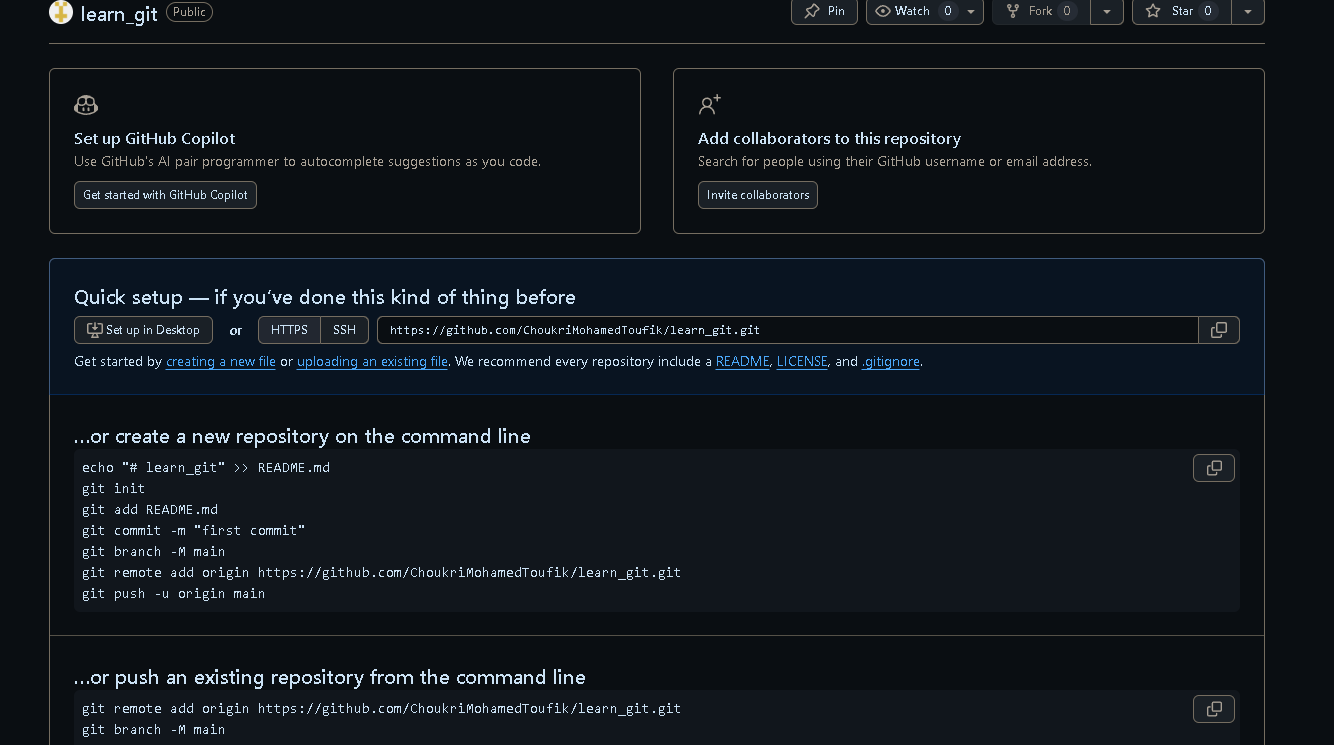 learn_git Public Pin Watch 0 Fork 0 Star 0
Set up GitHub Copilot
Use GitHub's AI pair programmer to autocomplete suggestions as you code.
Get started with GitHub Copilot
Add collaborators to this repository
Search for people using their GitHub username or email address.
Invite collaborators
Quick setup — if you've done this kind of thing before
Set up in Desktop or HTTPS SSH https://github.com/ChoukriMohamedToufik/learn_git.git
Get started by creating a new file or uploading an existing file. We recommend every repository include a README, LICENSE, and .gitignore.
…or create a new repository on the command line
echo "# learn_git" >> README.md
git init
git add README.md
git commit -m "first commit"
git branch -M main
git remote add origin https://github.com/ChoukriMohamedToufik/learn_git.git
git push -u origin main
…or push an existing repository from the command line
git remote add origin https://github.com/ChoukriMohamedToufik/learn_git.git
git branch -M main